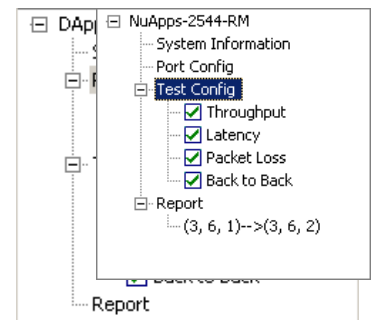 DAp
NuApps-2544-RM
System Information
Port Config
Test Config
Throughput
Latency
Packet Loss
Back to Back
Report
(3, 6, 1)-->(3, 6, 2)
Back to Back
Report